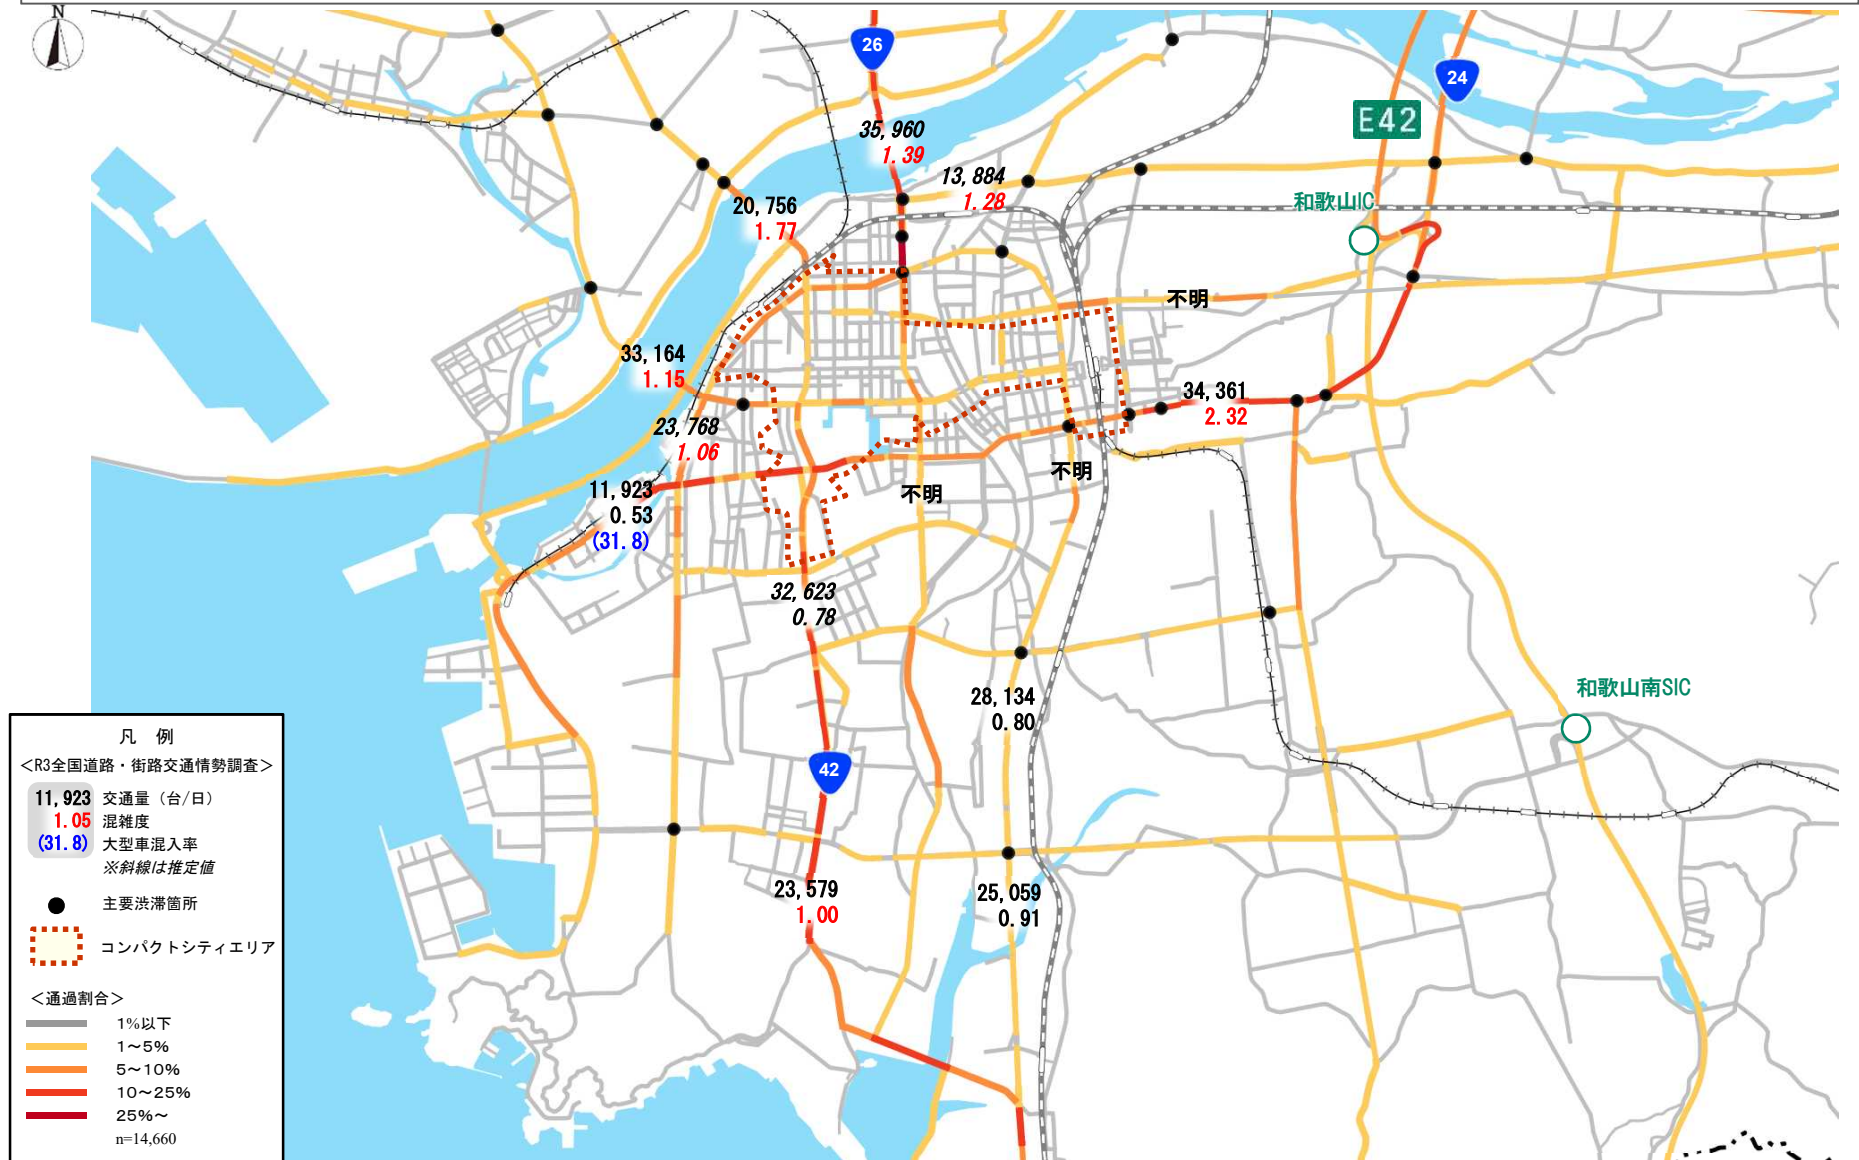 N
26
24
E42
35,960
1.39
13,884
1.28
和歌山IC
20,756
1.77
不明
33,164
1.15
34,361
2.32
23,768
1.06
不明
不明
11,923
0.53
(31.8)
32,623
0.78
28,134
0.80
和歌山南SIC
42
23,579
1.00
25,059
0.91
凡 例
<R3全国道路・街路交通情勢調査>
11,923 交通量（台/日）
1.05 混雑度
(31.8) 大型車混入率
※斜線は推定値
主要渋滞箇所
コンパクトシティエリア
<通過割合>
1%以下
1～5%
5～10%
10～25%
25%～
n=14,660